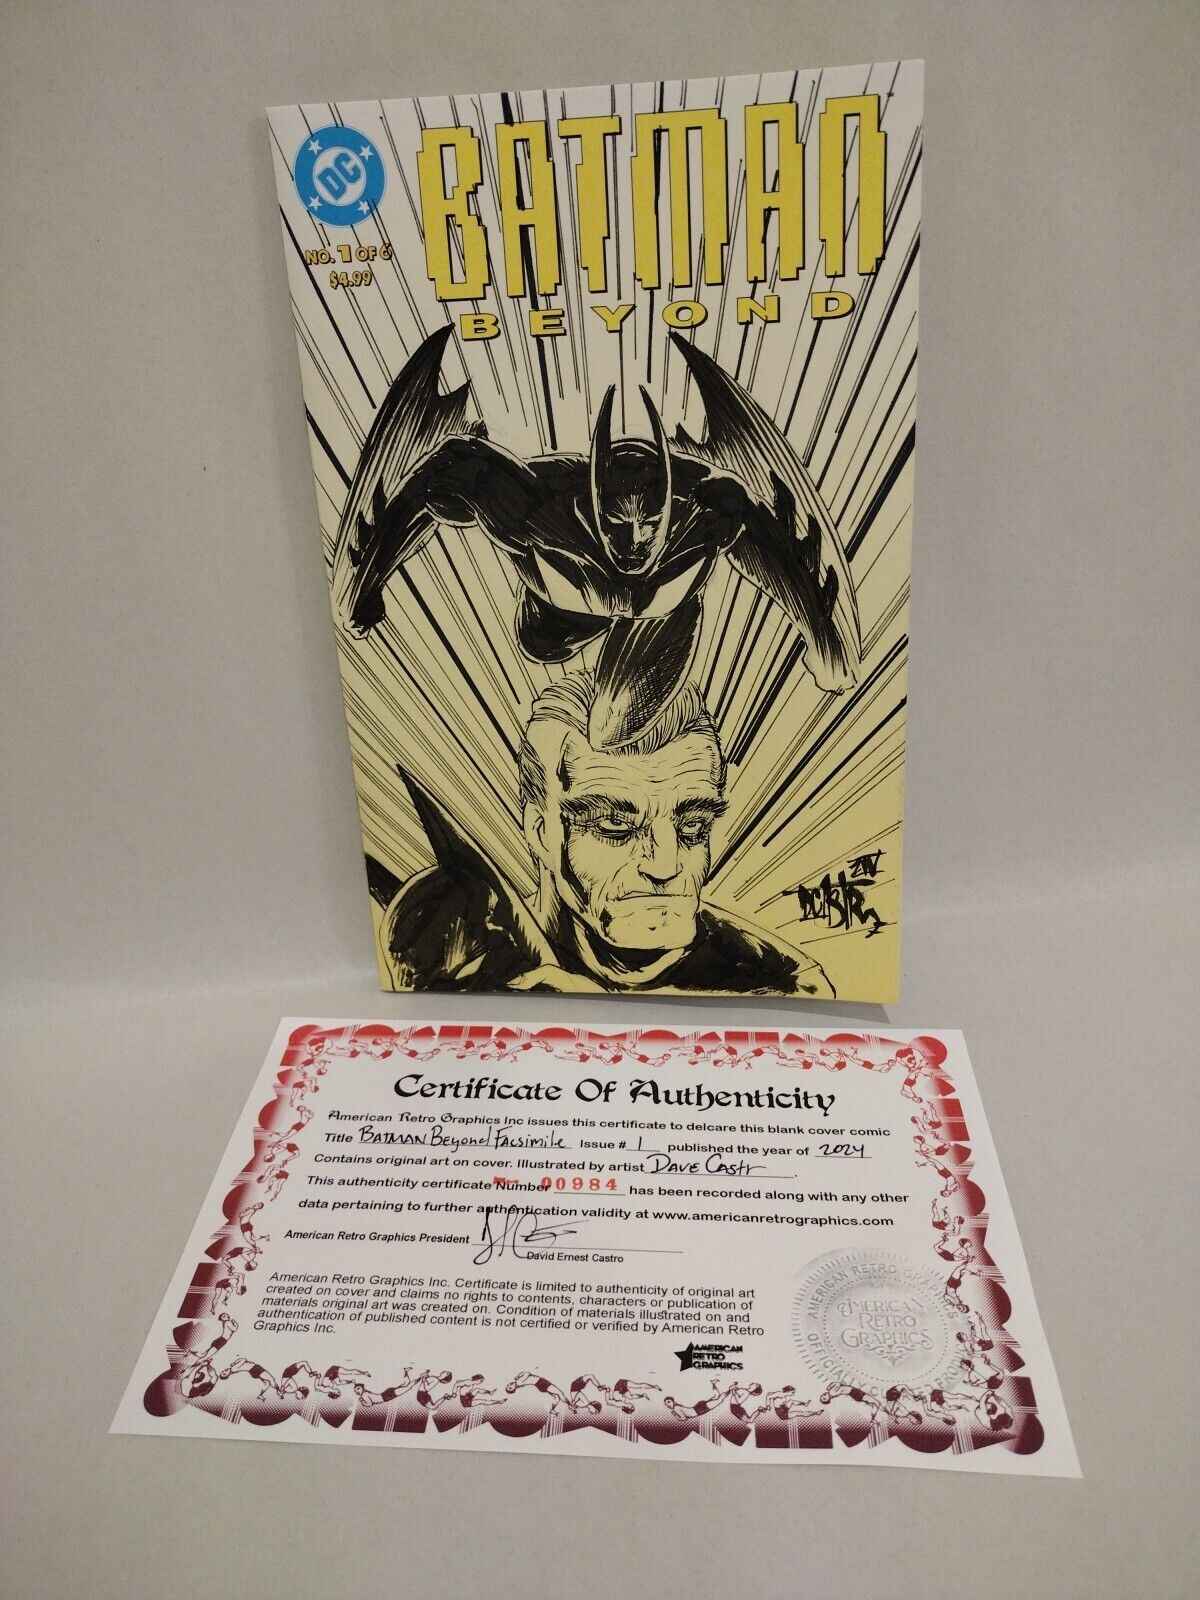 DC
NO. 1 OF 6
$4.99
BATMAN
BEYOND
Certificate Of Authenticity
American Retro Graphics Inc issues this certificate to delcare this blank cover comic
Title BATMAN Beyond Facsimile Issue # 1 published the year of 2024
Contains original art on cover. Illustrated by artist Dave Castr
This authenticity certificate Number 00984 has been recorded along with any other
data pertaining to further authentication validity at www.americanretrographics.com
American Retro Graphics President
David Ernest Castro
American Retro Graphics Inc. Certificate is limited to authenticity of original art
created on cover and claims no rights to contents, characters or publication of
materials original art was created on. Condition of materials illustrated on and
authentication of published content is not certified or verified by American Retro
Graphics Inc.
AMERICAN
RETRO
GRAPHICS
AMERICAN RETRO
AMERICAN
RETRO
GRAPHICS
OFFICIALLY